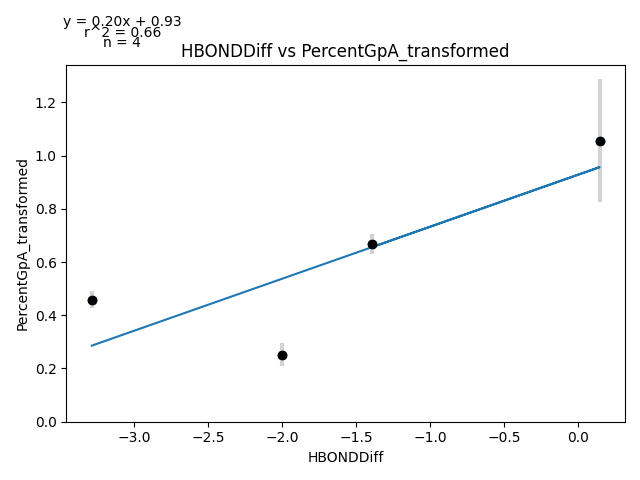 y = 0.20x + 0.93
r^2 = 0.66
n = 4
HBONDDiff vs PercentGpA_transformed
PercentGpA_transformed
1.2
1.0
0.8
0.6
0.4
0.2
0.0
−3.0 −2.5 −2.0 −1.5 −1.0 −0.5 0.0
HBONDDiff